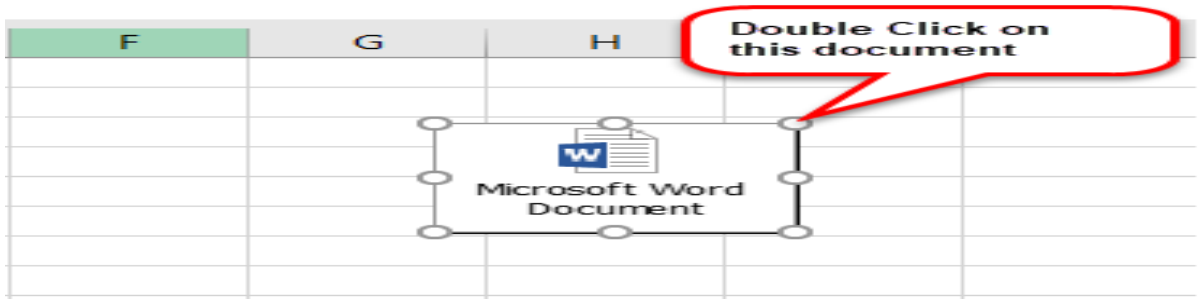 F G H
Double Click on
this document
W
Microsoft Word
Document